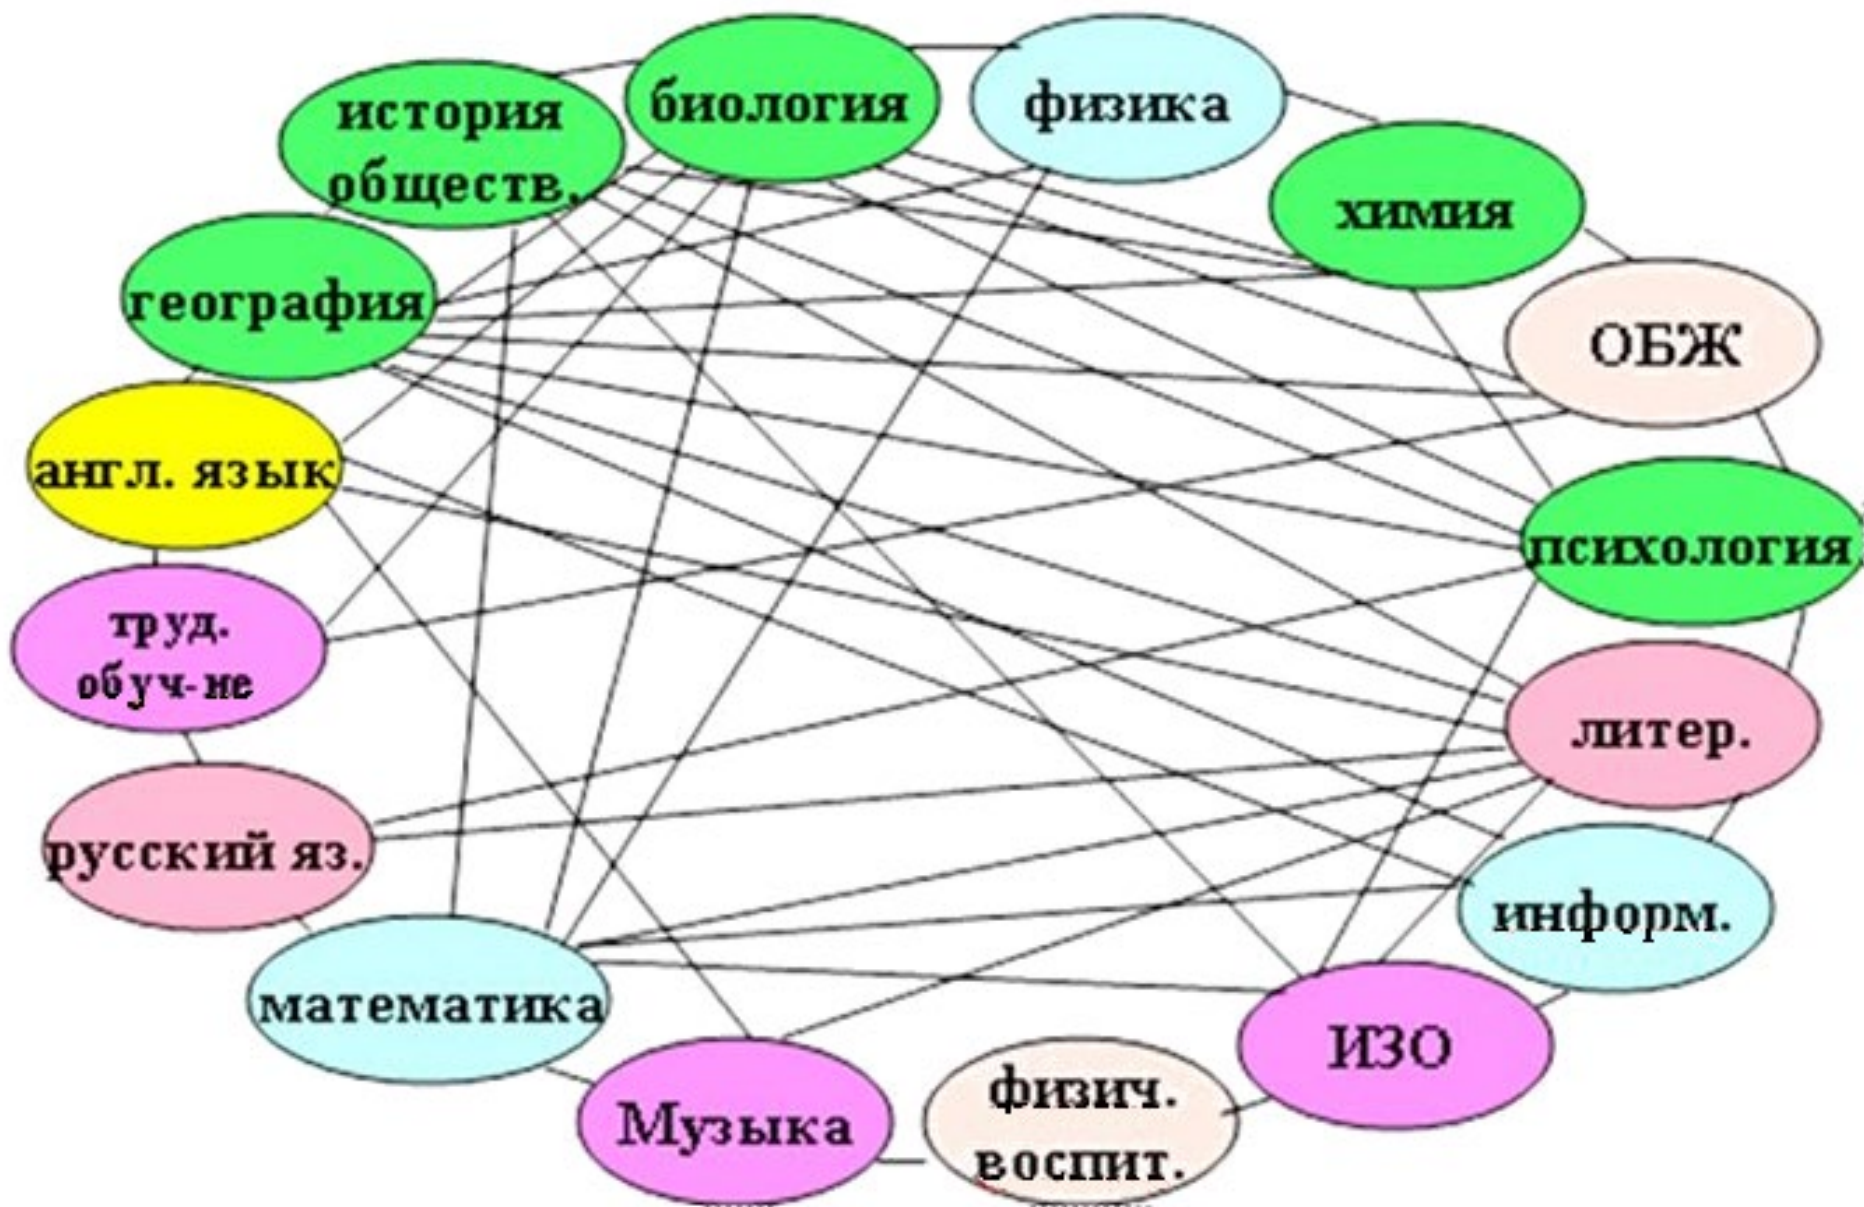 история
обществ.
биология
физика
химия
география
ОБЖ
англ. язык
психология
труд.
обуч-не
литер.
русский яз.
информ.
математика
ИЗО
Музыка
физич.
воспит.